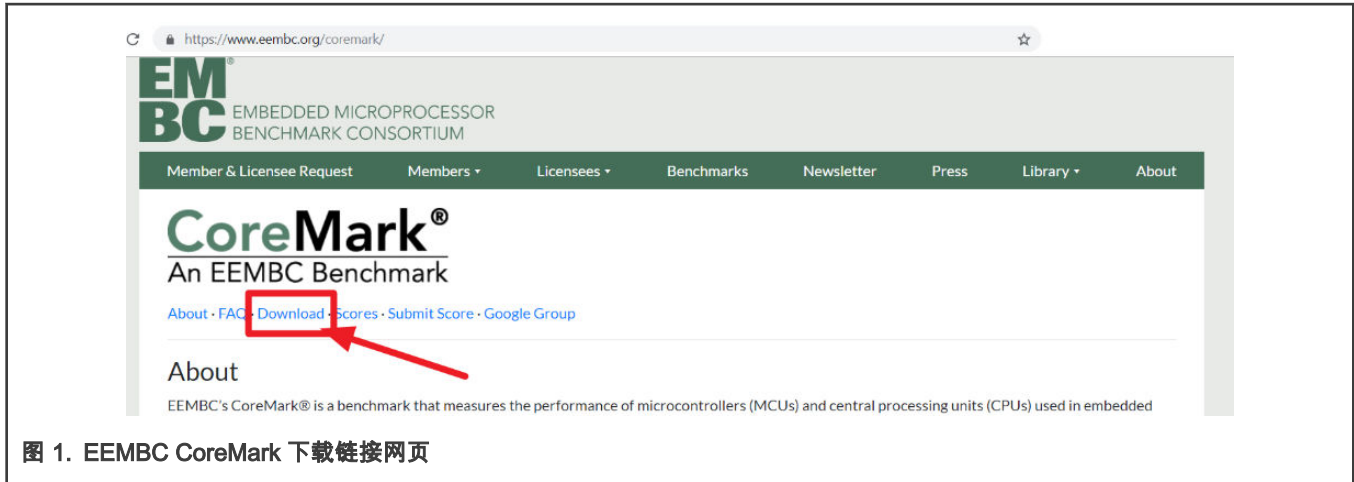 https://www.eembc.org/coremark/
EM®
BC EMBEDDED MICROPROCESSOR
BENCHMARK CONSORTIUM
Member & Licensee Request Members Licensees Benchmarks Newsletter Press Library About
CoreMark®
An EEMBC Benchmark
About · FAQ · Download · Scores · Submit Score · Google Group
About
EEMBC's CoreMark® is a benchmark that measures the performance of microcontrollers (MCUs) and central processing units (CPUs) used in embedded
图 1. EEMBC CoreMark 下载链接网页